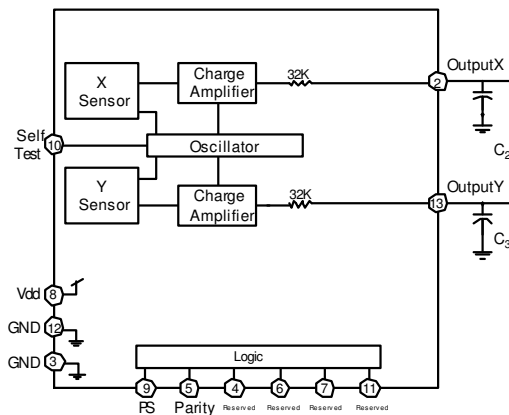 X
Sensor
Charge
Amplifier
32K
2
OutputX
C2
Self
Test
10
Oscillator
Y
Sensor
Charge
Amplifier
32K
13
OutputY
C3
Vdd
8
GND
12
GND
3
Logic
9
5
4
6
7
11
PS
Parity
Reserved
Reserved
Reserved
Reserved